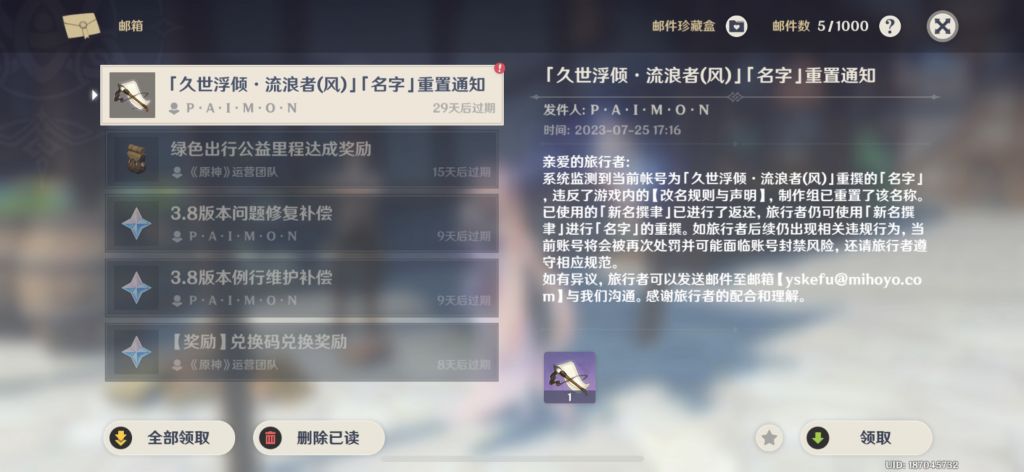 邮箱
邮件珍藏盒
邮件数 5/1000
?
「久世浮倾·流浪者(风)」「名字」重置通知
P·A·I·M·O·N
29天后过期
绿色出行公益里程达成奖励
《原神》运营团队
15天后过期
3.8版本问题修复补偿
P·A·I·M·O·N
9天后过期
3.8版本例行维护补偿
P·A·I·M·O·N
9天后过期
【奖励】兑换码兑换奖励
《原神》运营团队
8天后过期
全部领取
删除已读
「久世浮倾·流浪者(风)」「名字」重置通知
发件人: P·A·I·M·O·N
时间: 2023-07-25 17:16
亲爱的旅行者:
系统监测到当前帐号为「久世浮倾·流浪者(风)」重撰的「名字」
，违反了游戏内的【改名规则与声明】，制作组已重置了该名称。
已使用的「新名撰聿」已进行了返还，旅行者仍可使用「新名撰
聿」进行「名字」的重撰。如旅行者后续仍出现相关违规行为，当
前账号将会被再次处罚并可能面临账号封禁风险，还请旅行者遵
守相应规范。
如有异议，旅行者可以发送邮件至邮箱【yskefu@mihoyo.co
m】与我们沟通。感谢旅行者的配合和理解。
1
领取
UID: 187045732